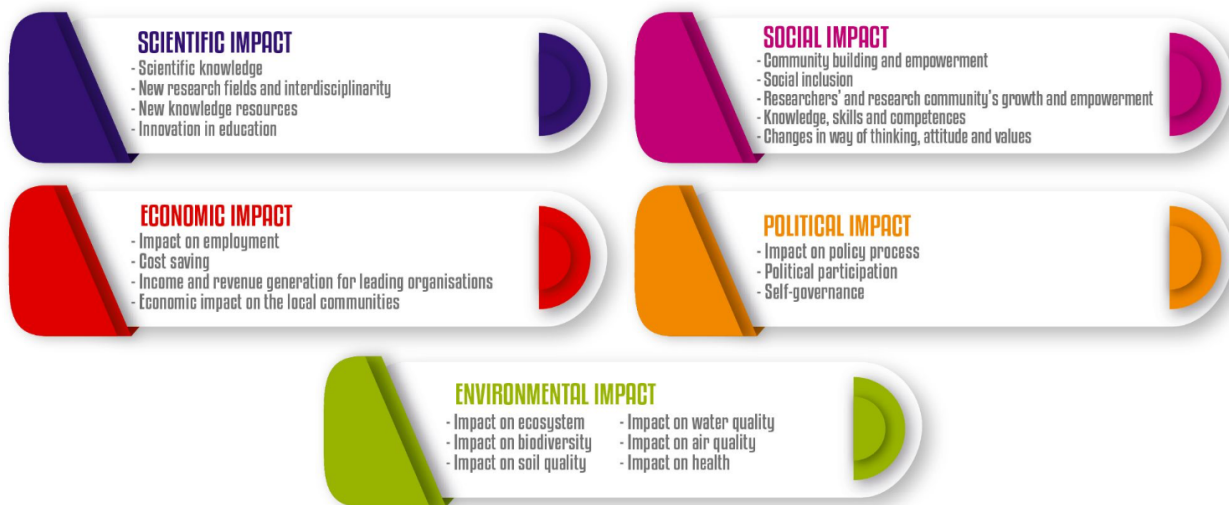 SCIENTIFIC IMPACT
- Scientific knowledge
- New research fields and interdisciplinarity
- New knowledge resources
- Innovation in education
SOCIAL IMPACT
- Community building and empowerment
- Social inclusion
- Researchers' and research community's growth and empowerment
- Knowledge, skills and competences
- Changes in way of thinking, attitude and values
ECONOMIC IMPACT
- Impact on employment
- Cost saving
- Income and revenue generation for leading organisations
- Economic impact on the local communities
POLITICAL IMPACT
- Impact on policy process
- Political participation
- Self-governance
ENVIRONMENTAL IMPACT
- Impact on ecosystem
- Impact on biodiversity
- Impact on soil quality
- Impact on water quality
- Impact on air quality
- Impact on health